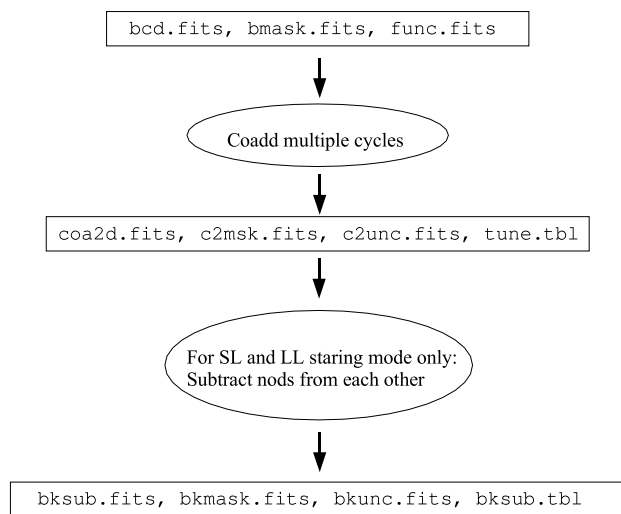 bcd.fits, bmask.fits, func.fits
Coadd multiple cycles
coa2d.fits, c2msk.fits, c2unc.fits, tune.tbl
For SL and LL staring mode only:
Subtract nods from each other
bksub.fits, bkmask.fits, bkunc.fits, bksub.tbl